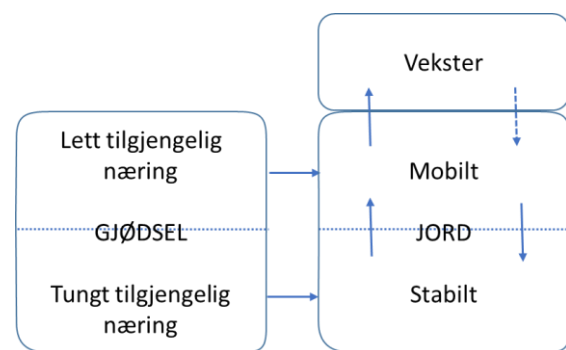 Vekster
Lett tilgjengelig
næring
Mobilt
GJØDSEL
JORD
Tungt tilgjengelig
næring
Stabilt